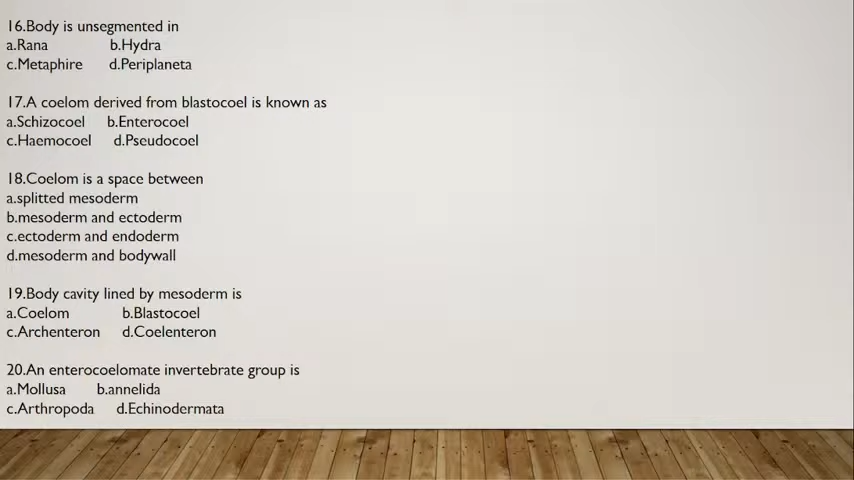 16.Body is unsegmented in
a.Rana b.Hydra
c.Metaphire d.Periplaneta
17.A coelom derived from blastocoel is known as
a.Schizocoel b.Enterocoel
c.Haemocoel d.Pseudocoel
18.Coelom is a space between
a.splitted mesoderm
b.mesoderm and ectoderm
c.ectoderm and endoderm
d.mesoderm and bodywall
19.Body cavity lined by mesoderm is
a.Coelom b.Blastocoel
c.Archenteron d.Coelenteron
20.An enterocoelomate invertebrate group is
a.Mollusa b.annelida
c.Arthropoda d.Echinodermata